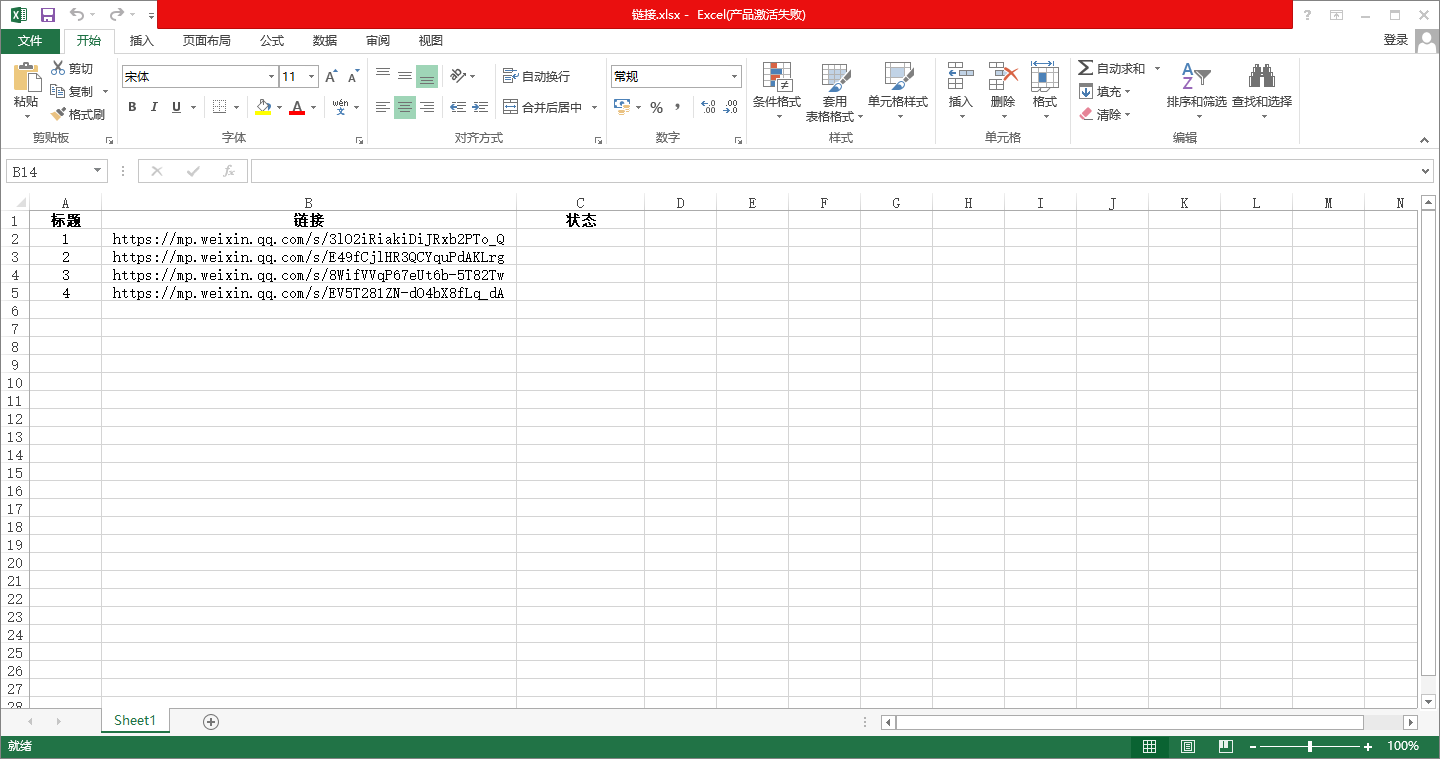 链接.xlsx - Excel(产品激活失败)
文件 开始 插入 页面布局 公式 数据 审阅 视图 登录
粘贴 剪切 复制 格式刷 剪贴板
宋体 11 B I U wén 字体
自动换行 合并后居中 对齐方式
常规 % , .00 .00 数字
条件格式 套用 表格格式 单元格样式 样式
插入 删除 格式 单元格
自动求和 填充 清除 排序和筛选 查找和选择 编辑
B14 fx
A B C D E F G H I J K L M N
1 标题 链接 状态
2 1 https://mp.weixin.qq.com/s/3lO2iRiakiDiJRxb2PTo_Q
3 2 https://mp.weixin.qq.com/s/E49fCjlHR3QCYquPdAKLrg
4 3 https://mp.weixin.qq.com/s/8WifVVqP67eUt6b-5T82Tw
5 4 https://mp.weixin.qq.com/s/EV5T281ZN-dO4bX8fLq_dA
6
7
8
9
10
11
12
13
14
15
16
17
18
19
20
21
22
23
24
25
26
27
28
Sheet1
就绪 100%